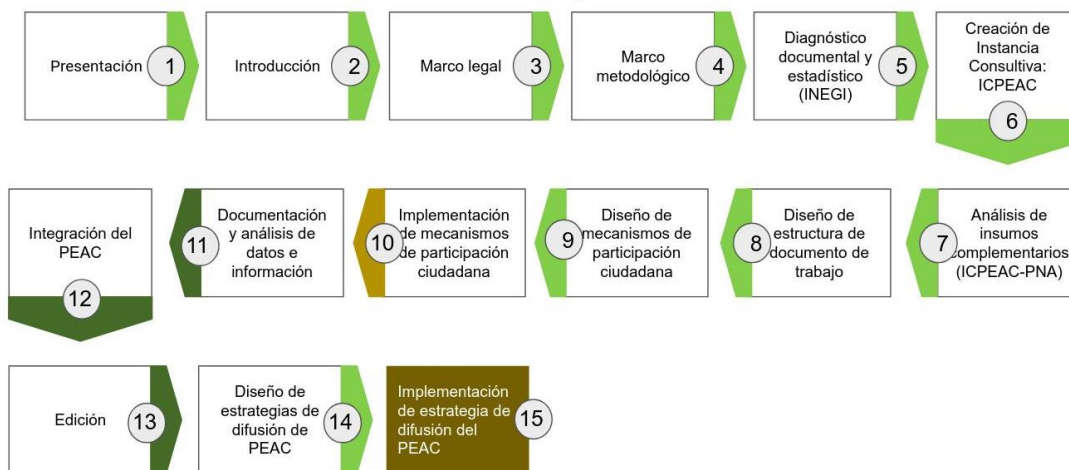 Presentación
1
Introducción
2
Marco legal
3
Marco
metodológico
4
Diagnóstico
documental y
estadístico
(INEGI)
5
Creación de
Instancia
Consultiva:
ICPEAC
6
Análisis de
insumos
complementarios
(ICPEAC-PNA)
7
Diseño de
estructura de
documento de
trabajo
8
Diseño de
mecanismos de
participación
ciudadana
9
Implementación
de mecanismos
de participación
ciudadana
10
Documentación
y análisis de
datos e
información
11
Integración del
PEAC
12
Edición
13
Diseño de
estrategias de
difusión de
PEAC
14
Implementación
de estrategia de
difusión del
PEAC
15